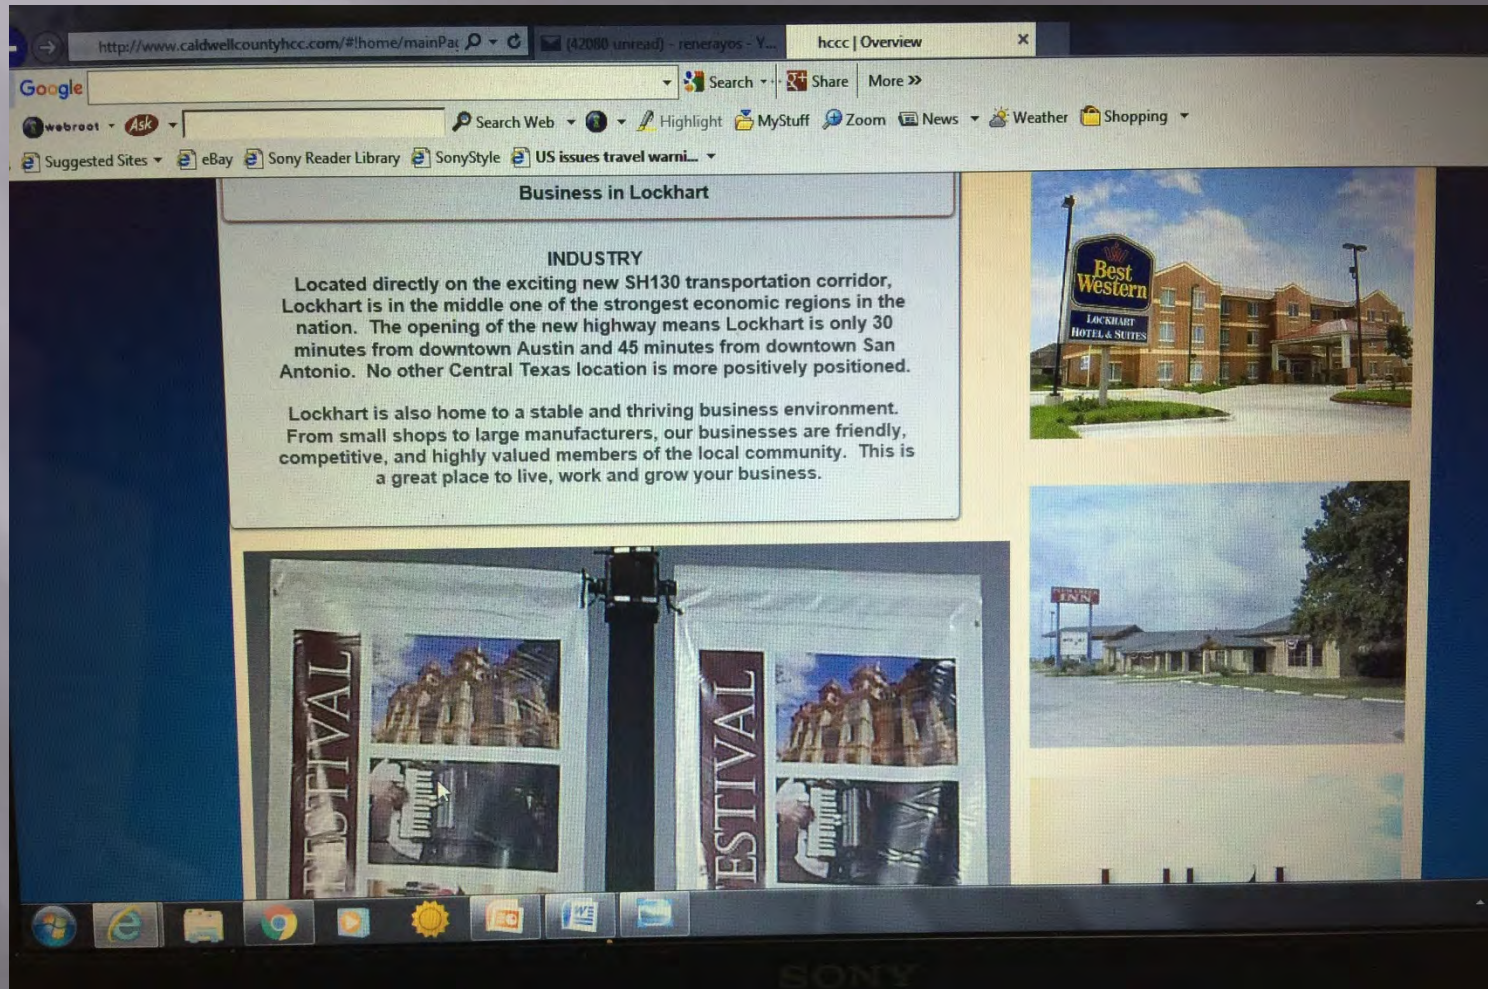 http://www.caldwellcountyhcc.com/#!home/mainPag
(42080 unread) - renerayos - Y...
hccc | Overview
Google
Search
Share
More >>
webroot
Ask
Search Web
Highlight
MyStuff
Zoom
News
Weather
Shopping
Suggested Sites
eBay
Sony Reader Library
SonyStyle
US issues travel warni...
Business in Lockhart
INDUSTRY
Located directly on the exciting new SH130 transportation corridor,
Lockhart is in the middle one of the strongest economic regions in the
nation. The opening of the new highway means Lockhart is only 30
minutes from downtown Austin and 45 minutes from downtown San
Antonio. No other Central Texas location is more positively positioned.
Lockhart is also home to a stable and thriving business environment.
From small shops to large manufacturers, our businesses are friendly,
competitive, and highly valued members of the local community. This is
a great place to live, work and grow your business.
Best
Western
LOCKHART
HOTEL & SUITES
INN
FESTIVAL
FESTIVAL
SONY